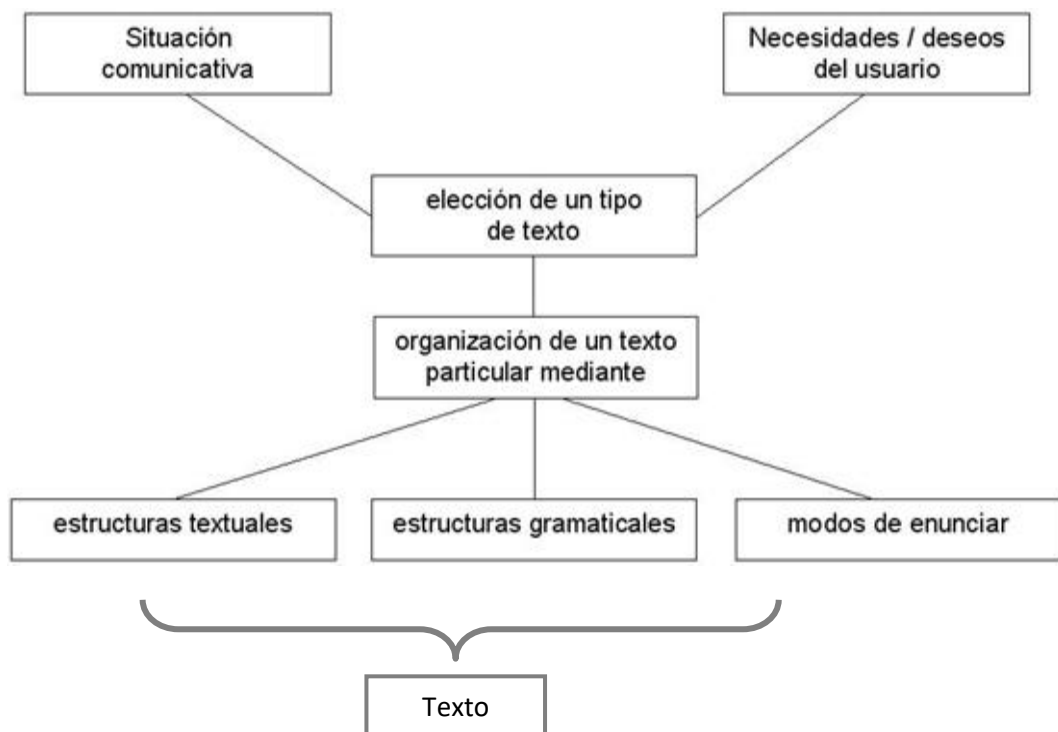 Situación
comunicativa
Necesidades / deseos
del usuario
elección de un tipo
de texto
organización de un texto
particular mediante
estructuras textuales
estructuras gramaticales
modos de enunciar
Texto